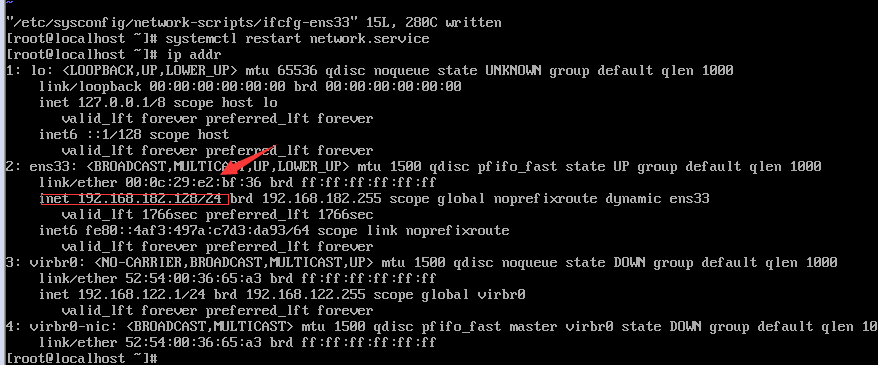 "/etc/sysconfig/network-scripts/ifcfg-ens33" 15L, 280C written
[root@localhost ~]# systemctl restart network.service
[root@localhost ~]# ip addr
1: lo: <LOOPBACK,UP,LOWER_UP> mtu 65536 qdisc noqueue state UNKNOWN group default qlen 1000
link/loopback 00:00:00:00:00:00 brd 00:00:00:00:00:00
inet 127.0.0.1/8 scope host lo
valid_lft forever preferred_lft forever
inet6 ::1/128 scope host
valid_lft forever preferred_lft forever
2: ens33: <BROADCAST,MULTICAST,UP,LOWER_UP> mtu 1500 qdisc pfifo_fast state UP group default qlen 1000
link/ether 00:0c:29:e2:bf:36 brd ff:ff:ff:ff:ff:ff
inet 192.168.182.128/24 brd 192.168.182.255 scope global noprefixroute dynamic ens33
valid_lft 1766sec preferred_lft 1766sec
inet6 fe80::4af3:497a:c7d3:da93/64 scope link noprefixroute
valid_lft forever preferred_lft forever
3: virbr0: <NO-CARRIER,BROADCAST,MULTICAST,UP> mtu 1500 qdisc noqueue state DOWN group default qlen 1000
link/ether 52:54:00:36:65:a3 brd ff:ff:ff:ff:ff:ff
inet 192.168.122.1/24 brd 192.168.122.255 scope global virbr0
valid_lft forever preferred_lft forever
4: virbr0-nic: <BROADCAST,MULTICAST> mtu 1500 qdisc pfifo_fast master virbr0 state DOWN group default qlen 10
link/ether 52:54:00:36:65:a3 brd ff:ff:ff:ff:ff:ff
[root@localhost ~]#